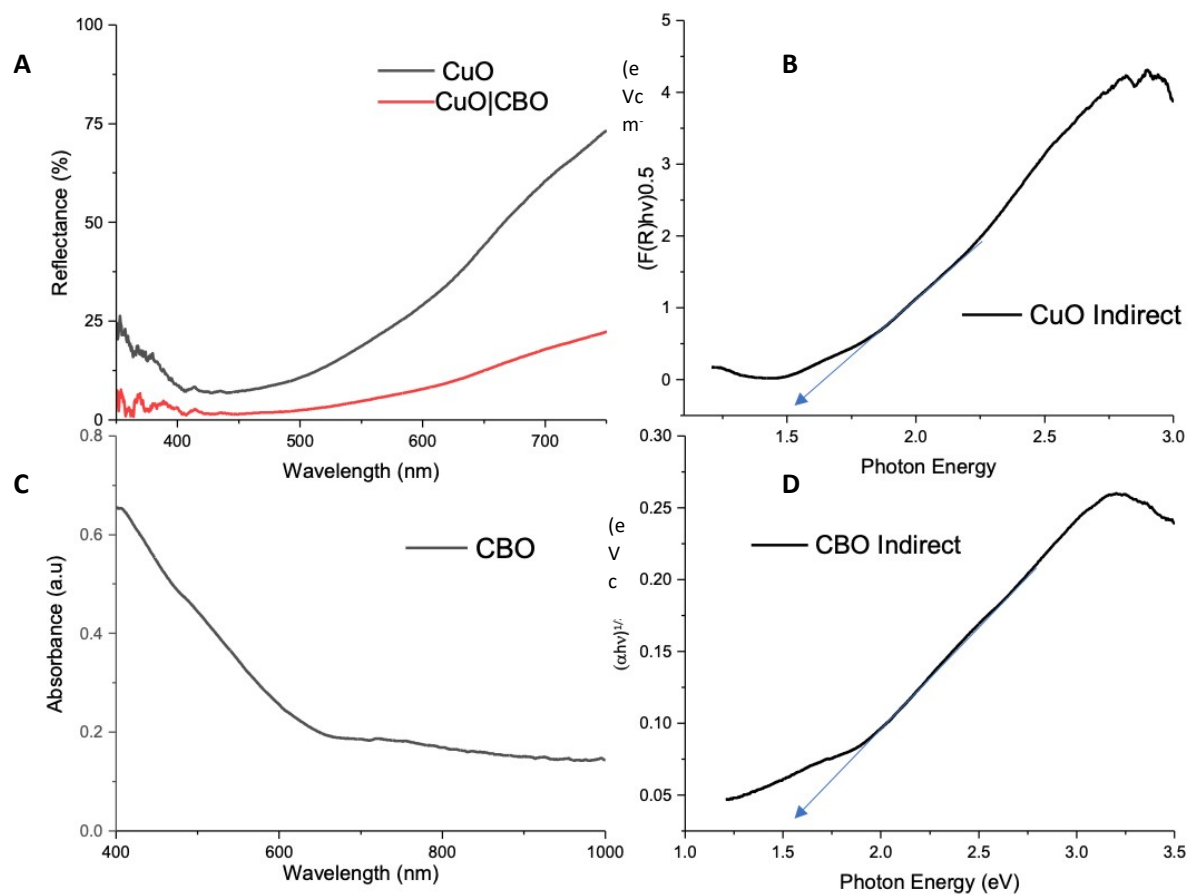 A
100
75
50
25
0
Reflectance (%)
CuO
CuO|CBO
400
500
600
700
Wavelength (nm)
B
(e
Vc
m-
(F(R)hv)0.5
5
4
3
2
1
0
CuO Indirect
1.5
2.0
2.5
3.0
Photon Energy
C
0.8
0.6
0.4
0.2
0.0
Absorbance (a.u)
CBO
400
600
800
1000
Wavelength (nm)
D
(e
V
c
(αhv)1/.
0.30
0.25
0.20
0.15
0.10
0.05
CBO Indirect
1.0
1.5
2.0
2.5
3.0
3.5
Photon Energy (eV)